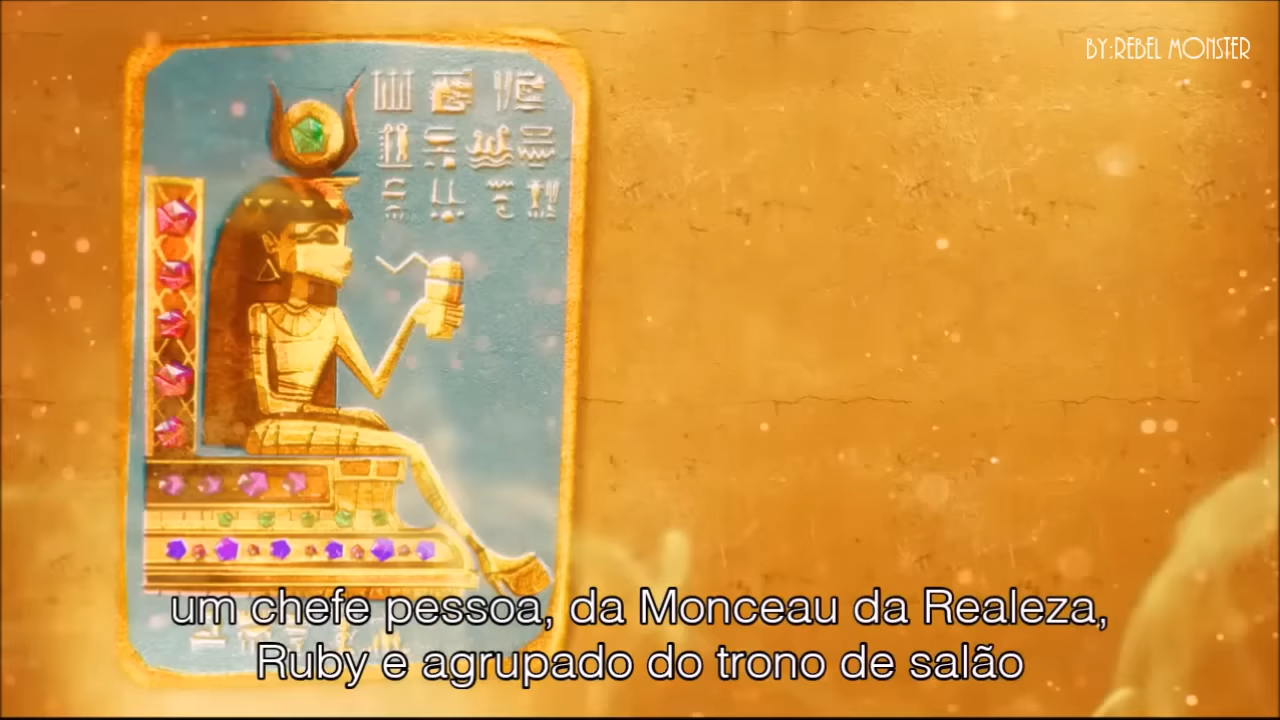 BY:REBEL MONSTER
um chefe pessoa, da Monceau da Realeza,
Ruby e agrupado do trono de salão